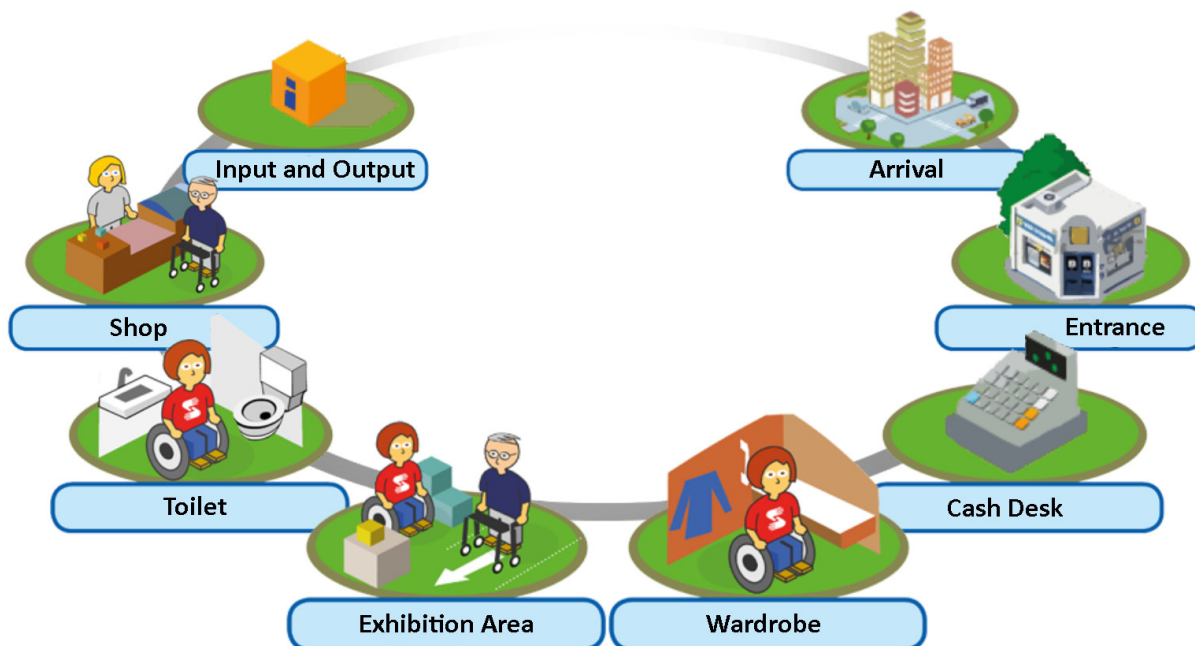 Input and Output
Arrival
Shop
Entrance
Toilet
Cash Desk
Exhibition Area
Wardrobe